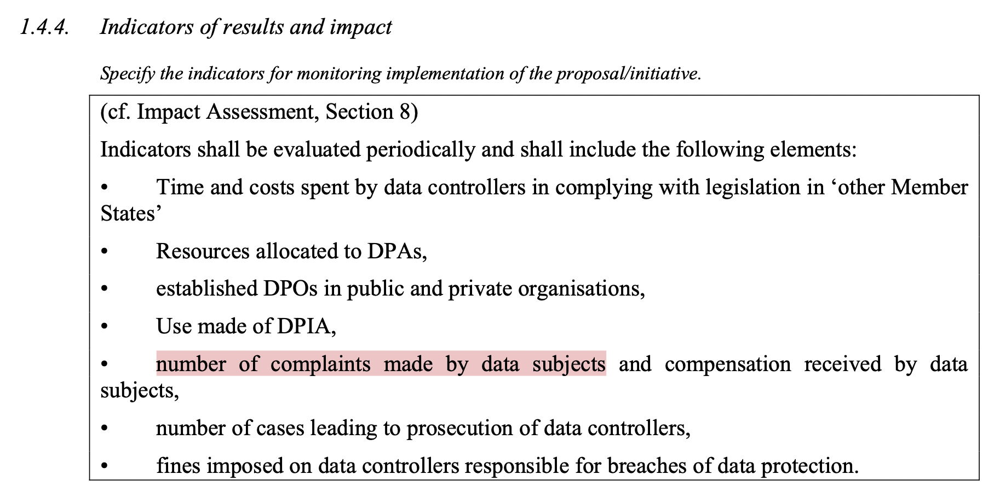 1.4.4. Indicators of results and impact
Specify the indicators for monitoring implementation of the proposal/initiative.
(cf. Impact Assessment, Section 8)
Indicators shall be evaluated periodically and shall include the following elements:
• Time and costs spent by data controllers in complying with legislation in ‘other Member
States’
• Resources allocated to DPAs,
• established DPOs in public and private organisations,
• Use made of DPIA,
• number of complaints made by data subjects and compensation received by data
subjects,
• number of cases leading to prosecution of data controllers,
• fines imposed on data controllers responsible for breaches of data protection.